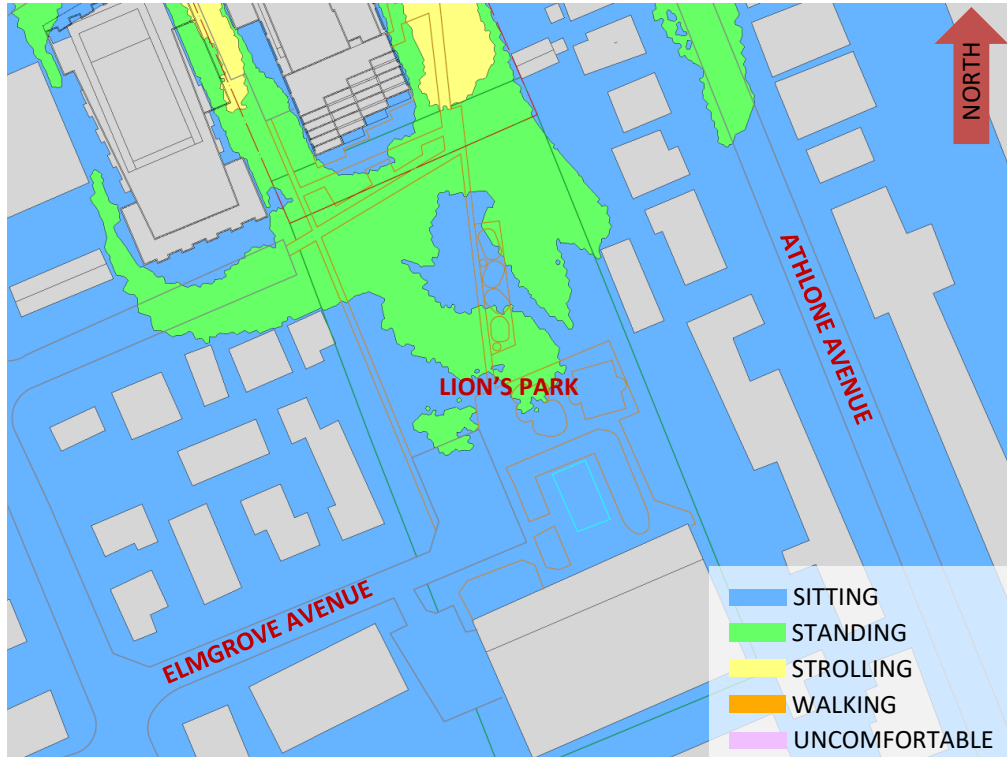 NORTH
ATHLONE AVENUE
LION'S PARK
ELMGROVE AVENUE
SITTING
STANDING
STROLLING
WALKING
UNCOMFORTABLE